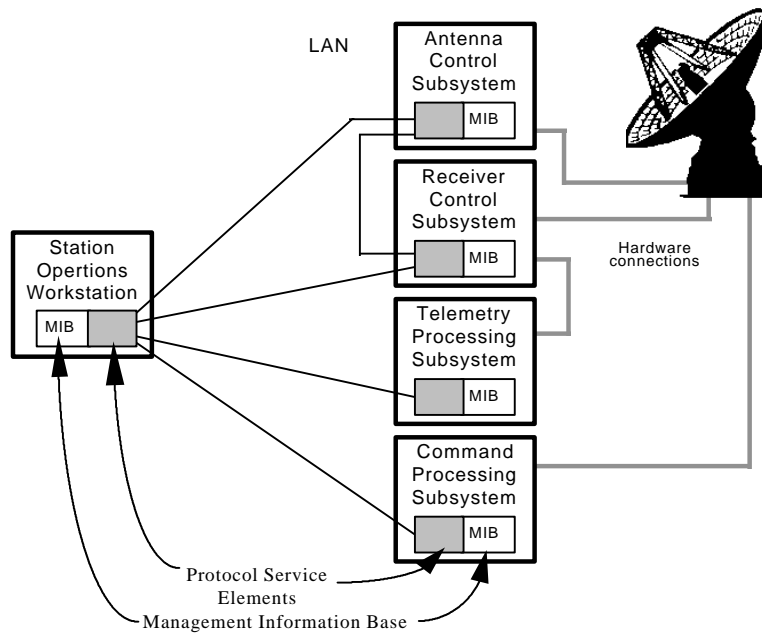 LAN
Antenna
Control
Subsystem
MIB
Receiver
Control
Subsystem
MIB
Hardware
connections
Station
Opertions
Workstation
MIB
Telemetry
Processing
Subsystem
MIB
Command
Processing
Subsystem
MIB
Protocol Service
Elements
Management Information Base